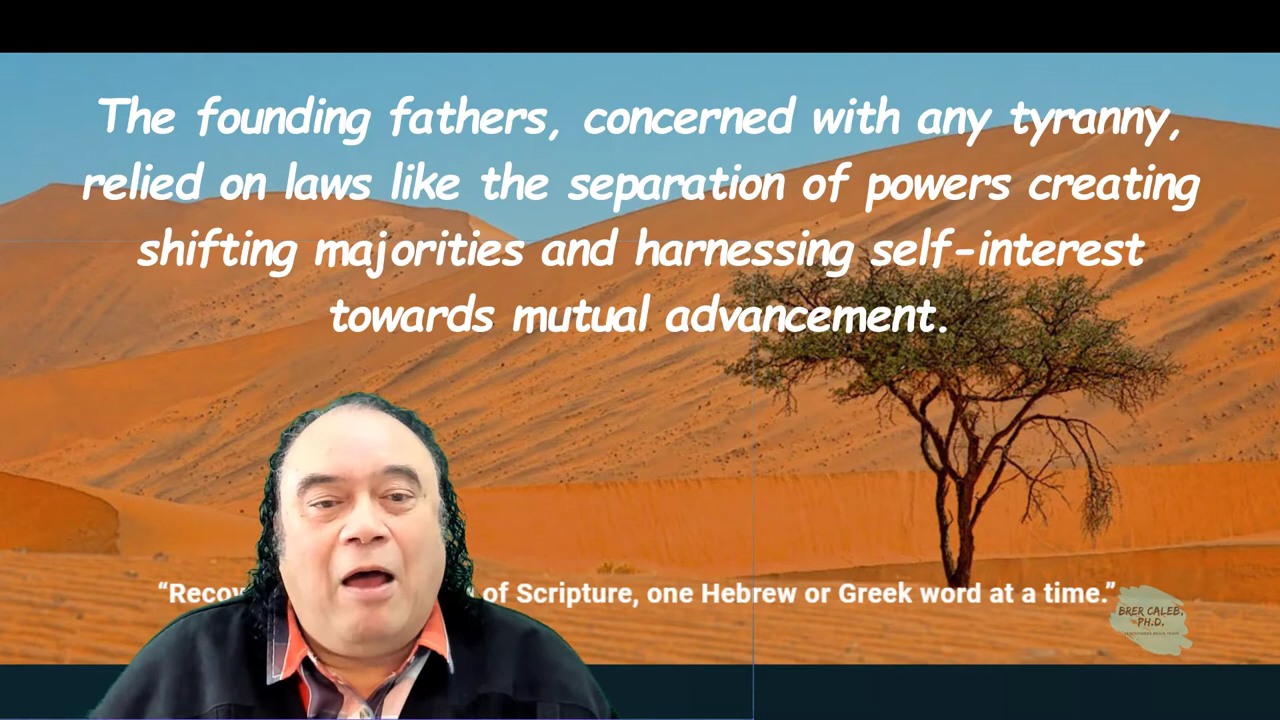 The founding fathers, concerned with any tyranny,
relied on laws like the separation of powers creating
shifting majorities and harnessing self-interest
towards mutual advancement.
“Recov of Scripture, one Hebrew or Greek word at a time.”
BRER CALEB,
PH.D.